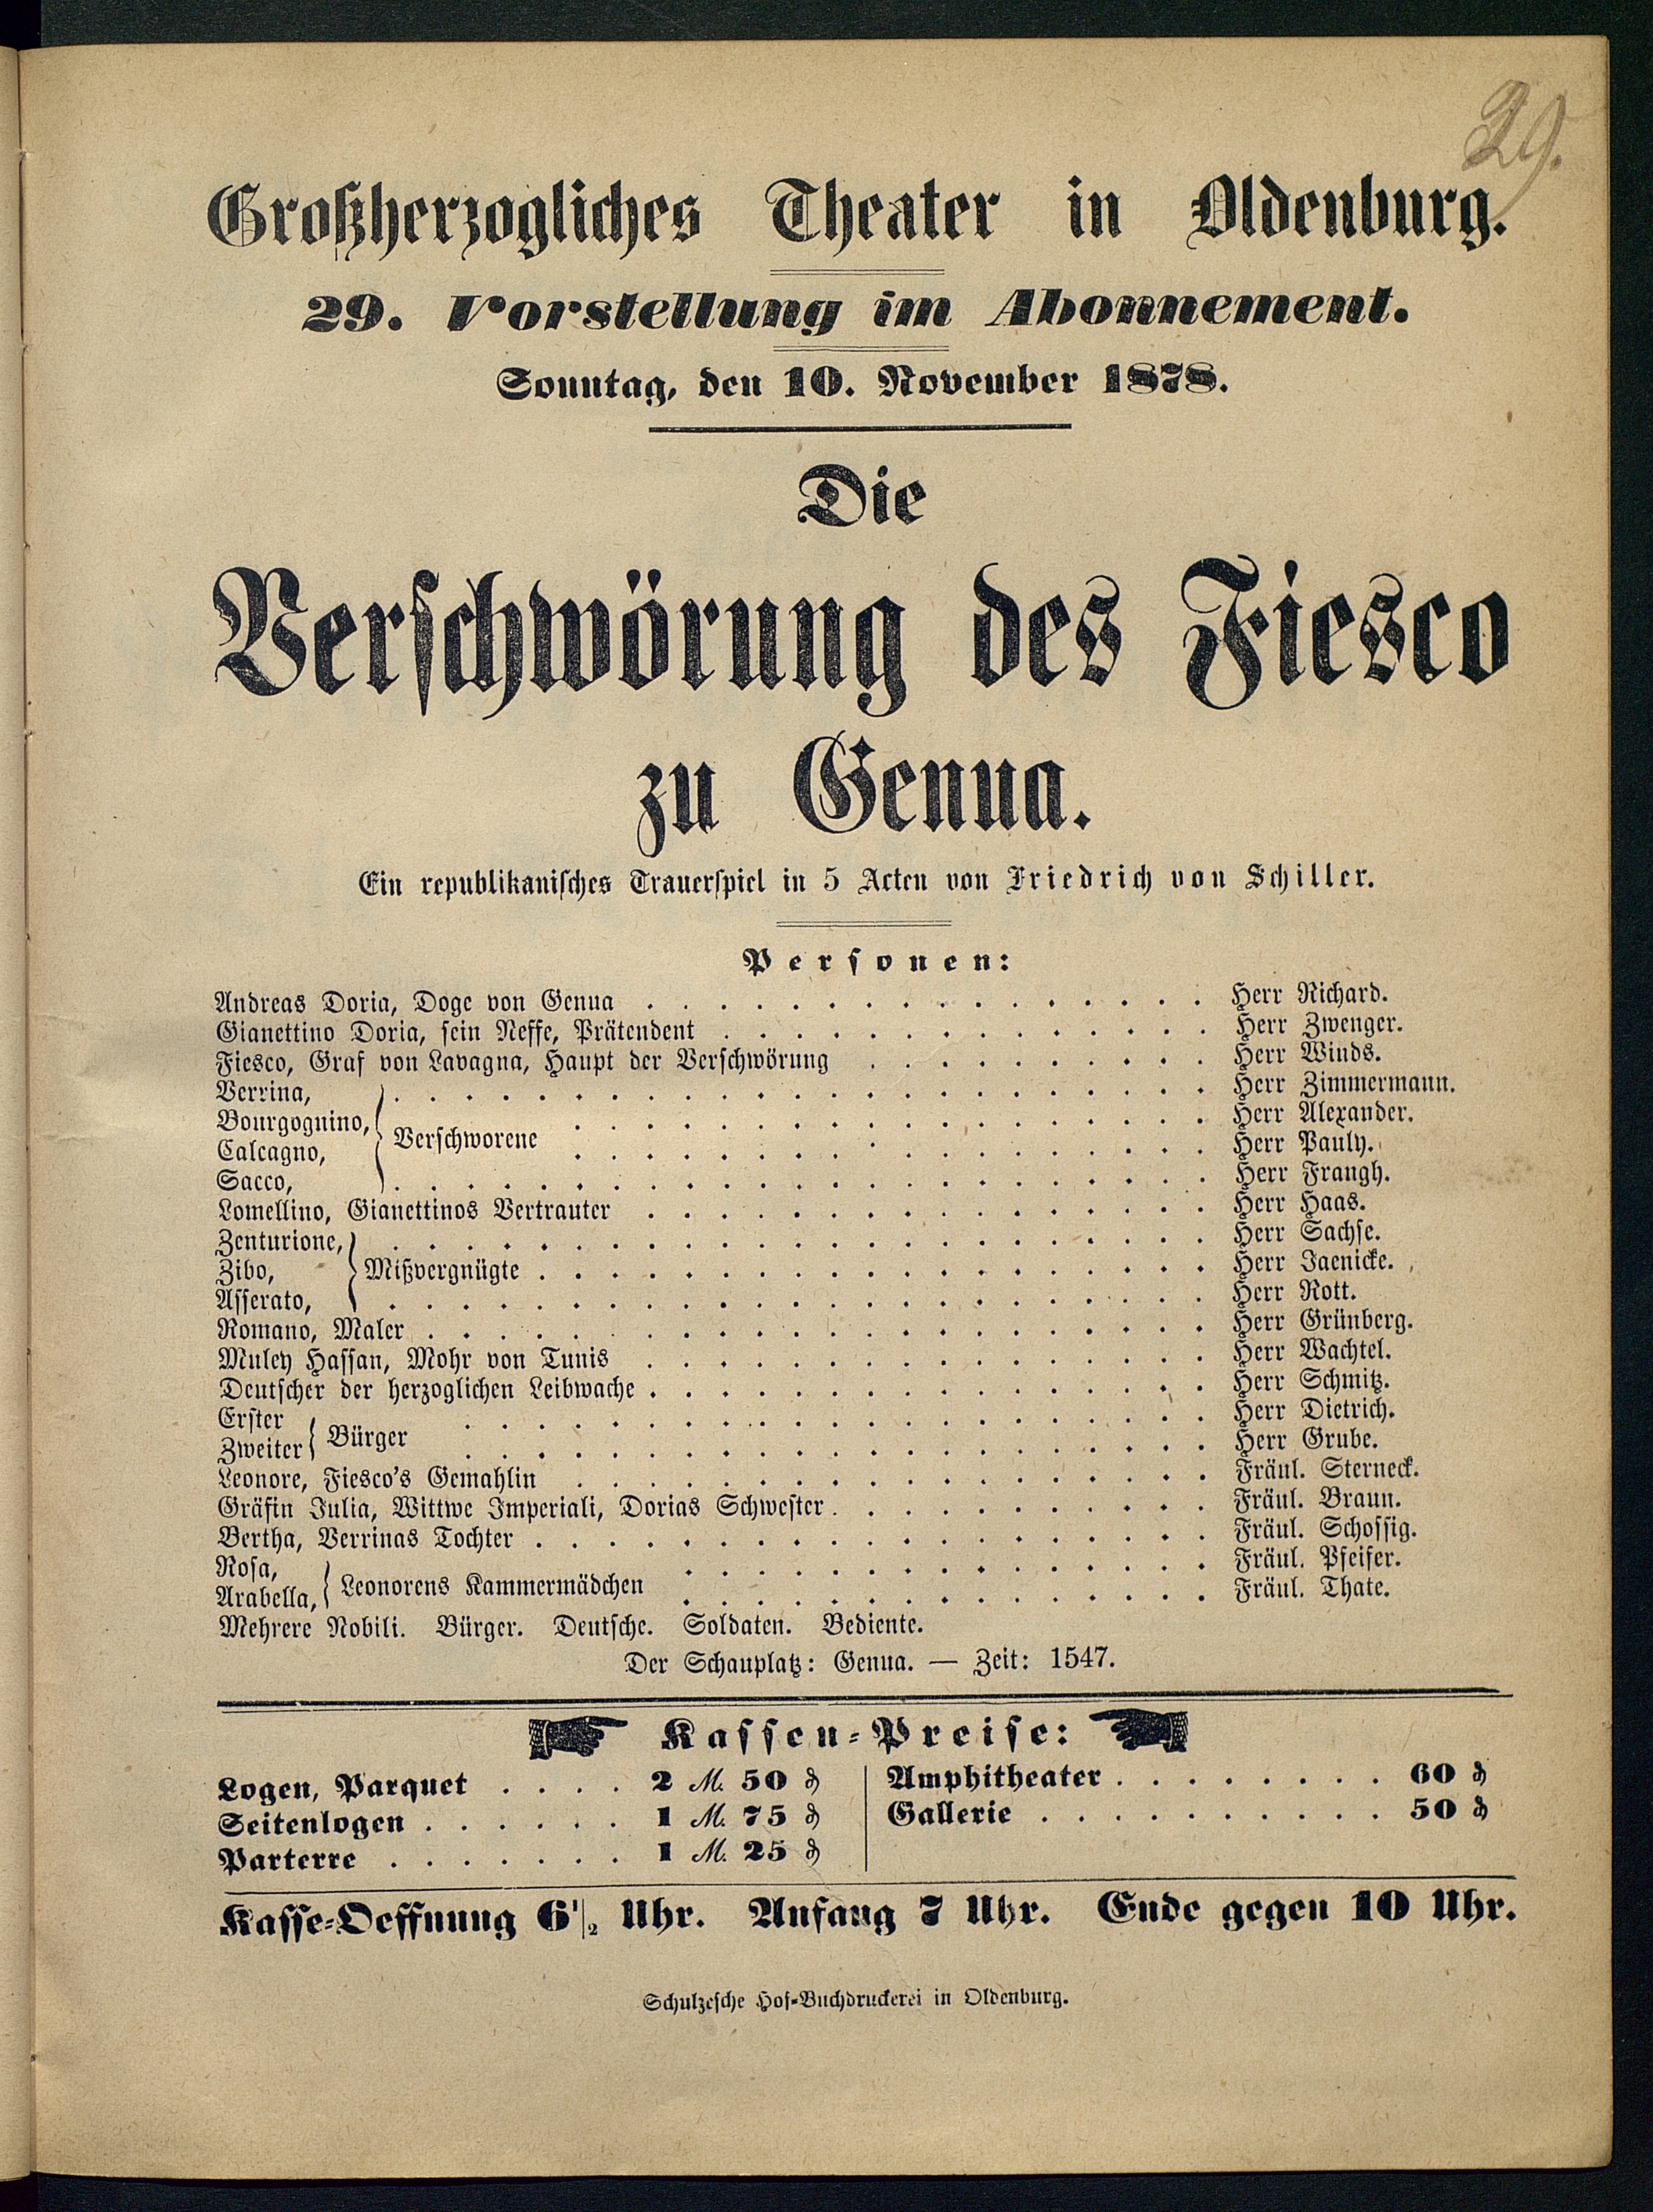 29.
Großherzogliches Theater in Oldenburg.
29. Vorstellung im Abonnement.
Sonntag, den 10. November 1878.
Die
Verschwörung des Fiesco
zu Genua.
Ein republikanisches Trauerspiel in 5 Acten von Friedrich von Schiller.
Personen:
Andreas Doria, Doge von Genua . . . . . . . . . . . . . . . . Herr Richard.
Gianettino Doria, sein Neffe, Prätendent . . . . . . . . . . . . . . Herr Zwenger.
Fiesco, Graf von Lavagna, Haupt der Verschwörung . . . . . . . . . . Herr Winds.
Verrina, . . . . . . . . . . . . . . . . . . . . . . . Herr Zimmermann.
Bourgognino, . . . . . . . . . . . . . . . . . . Herr Alexander.
Verschworene
Calcagno, . . . . . . . . . . . . . . . . . . Herr Pauly.
Sacco, . . . . . . . . . . . . . . . . . . . . . . . Herr Fraugh.
Lomellino, Gianettinos Vertrauter . . . . . . . . . . . . . . . . Herr Haas.
Zenturione, . . . . . . . . . . . . . . . . . . . . . . . Herr Sachse.
Zibo, Mißvergnügte . . . . . . . . . . . . . . . . . . . Herr Jaenicke.
Asserato, . . . . . . . . . . . . . . . . . . . . . . . Herr Rott.
Romano, Maler . . . . . . . . . . . . . . . . . . . . . . Herr Grünberg.
Muley Hassan, Mohr von Tunis . . . . . . . . . . . . . . . . Herr Wachtel.
Deutscher der herzoglichen Leibwache . . . . . . . . . . . . . . . . Herr Schmitz.
Erster . . . . . . . . . . . . . . . . . . . . . Herr Dietrich.
Bürger
Zweiter . . . . . . . . . . . . . . . . . . . . . Herr Grube.
Leonore, Fiesco's Gemahlin . . . . . . . . . . . . . . . . . . Fräul. Sterneck.
Gräfin Julia, Wittwe Imperiali, Dorias Schwester . . . . . . . . . . . Fräul. Braun.
Bertha, Verrinas Tochter . . . . . . . . . . . . . . . . . . . Fräul. Schossig.
Rosa, . . . . . . . . . . . . . . . Fräul. Pfeifer.
Leonorens Kammermädchen
Arabella, . . . . . . . . . . . . . . . Fräul. Thate.
Mehrere Nobili. Bürger. Deutsche. Soldaten. Bediente.
Der Schauplatz: Genua. — Zeit: 1547.
Kassen-Preise:
Logen, Parquet . . . . 2 M. 50 ₰
Seitenlogen . . . . . . 1 M. 75 ₰
Parterre . . . . . . . 1 M. 25 ₰
Amphitheater . . . . . . . . 60 ₰
Gallerie . . . . . . . . . . 50 ₰
Kasse-Oeffnung 6½ Uhr. Anfang 7 Uhr. Ende gegen 10 Uhr.
Schulzesche Hof-Buchdruckerei in Oldenburg.